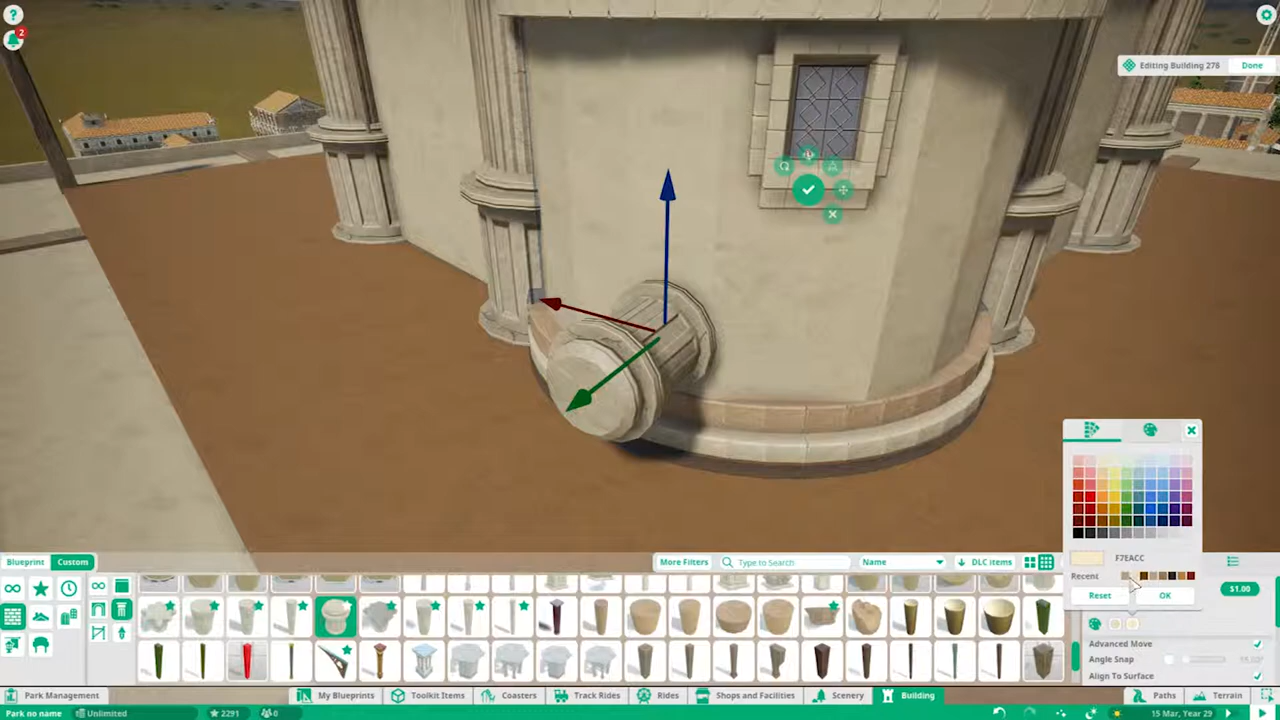 ?
2
Editing Building 278 Done
F7EACC
Recent
Reset OK
Blueprint Custom More Filters Type to Search Name DLC items
$1.00
Advanced Move
Angle Snap
Align To Surface
Park Management My Blueprints Toolkit Items Coasters Track Rides Rides Shops and Facilities Scenery Building Paths Terrain
Park no name Unlimited 2291 0 15 Mar, Year 29